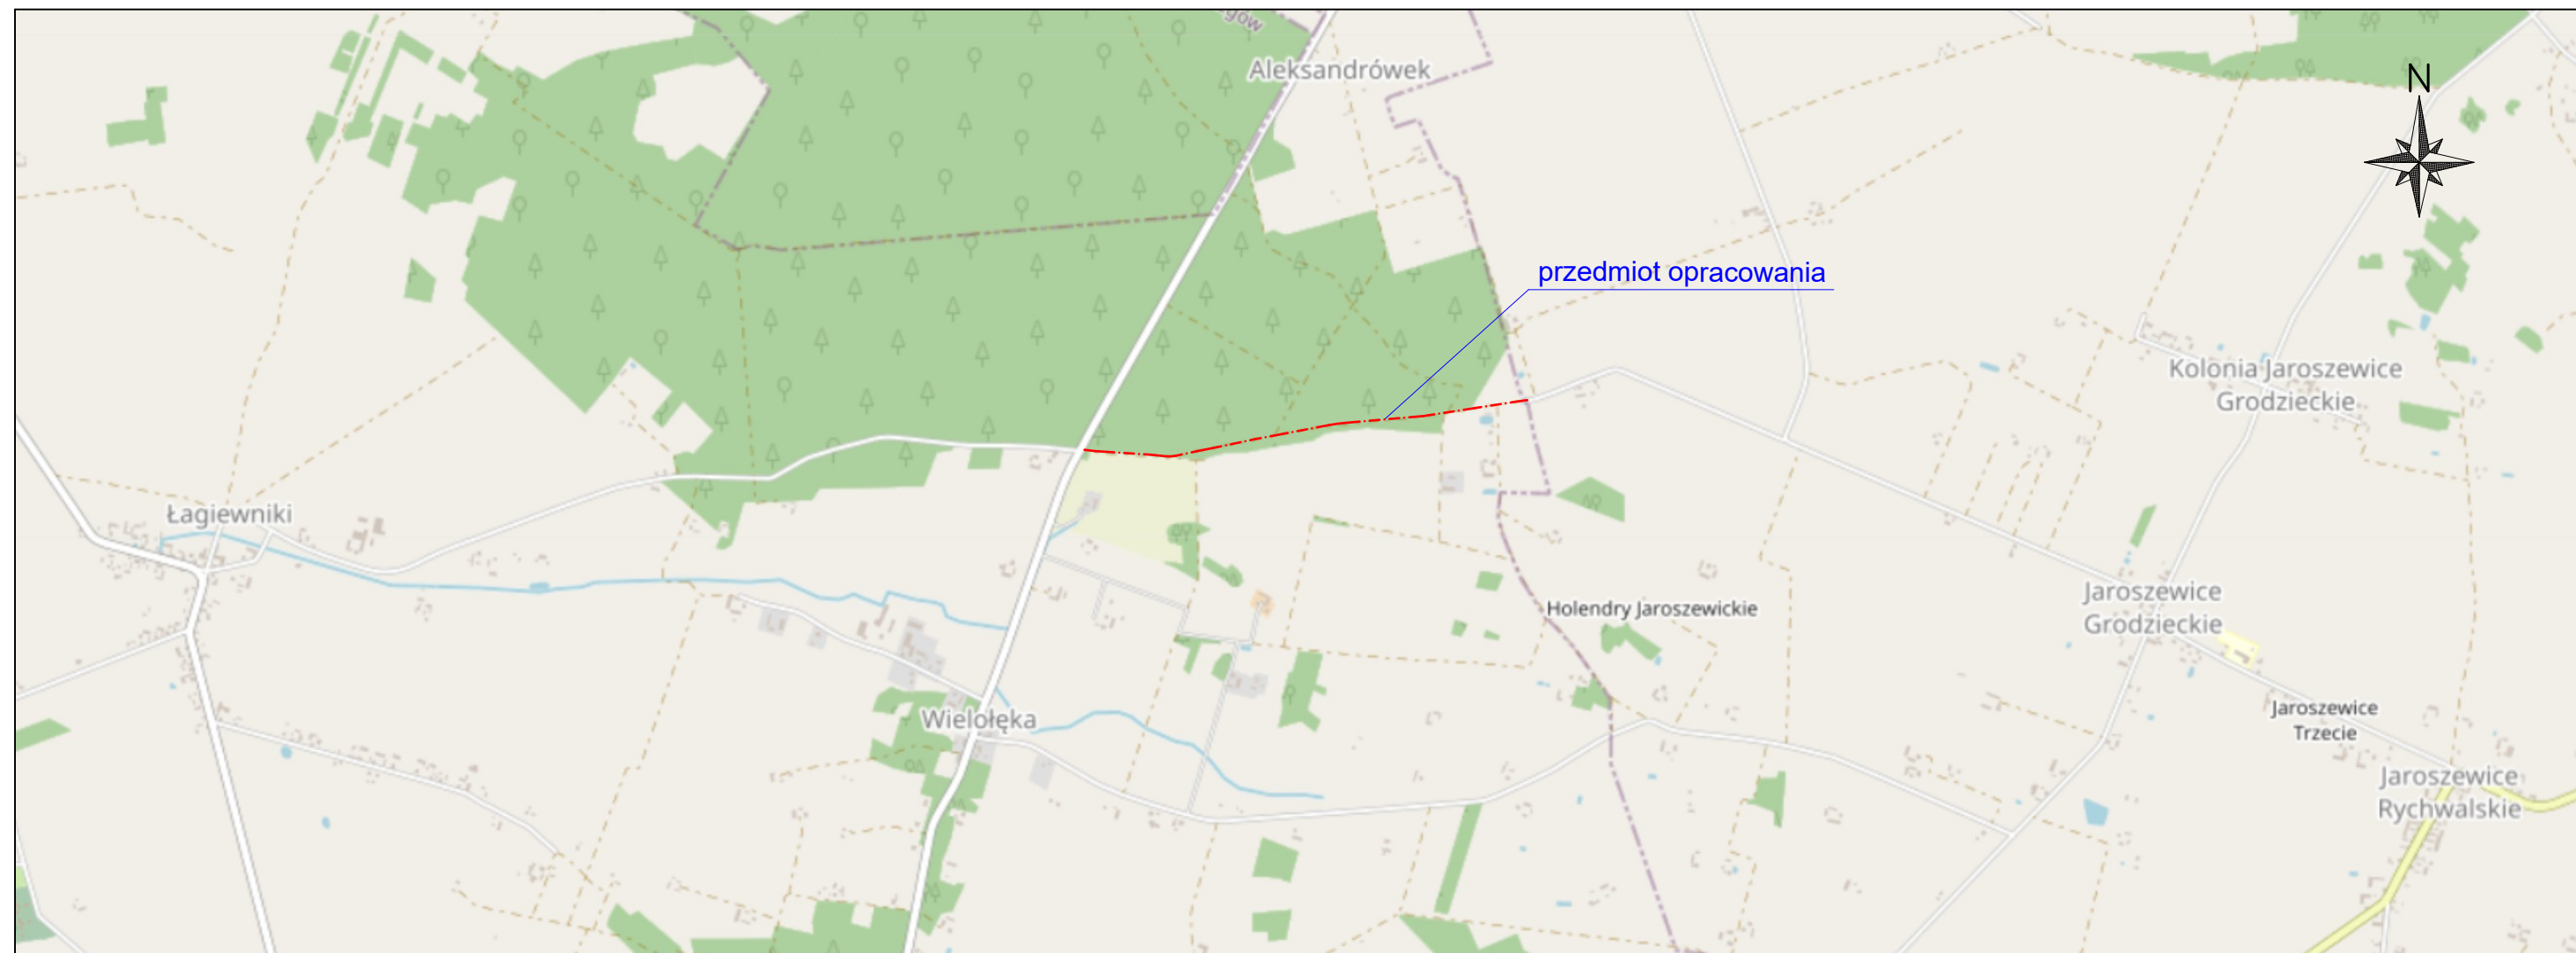 Aleksandrówek
N
przedmiot opracowania
Kolonia Jaroszewice
Grodzieckie
Łagiewniki
Jaroszewice
Grodzieckie
Holendry Jaroszewickie
Wielołęka
Jaroszewice
Trzecie
Jaroszewice
Rychwalskie